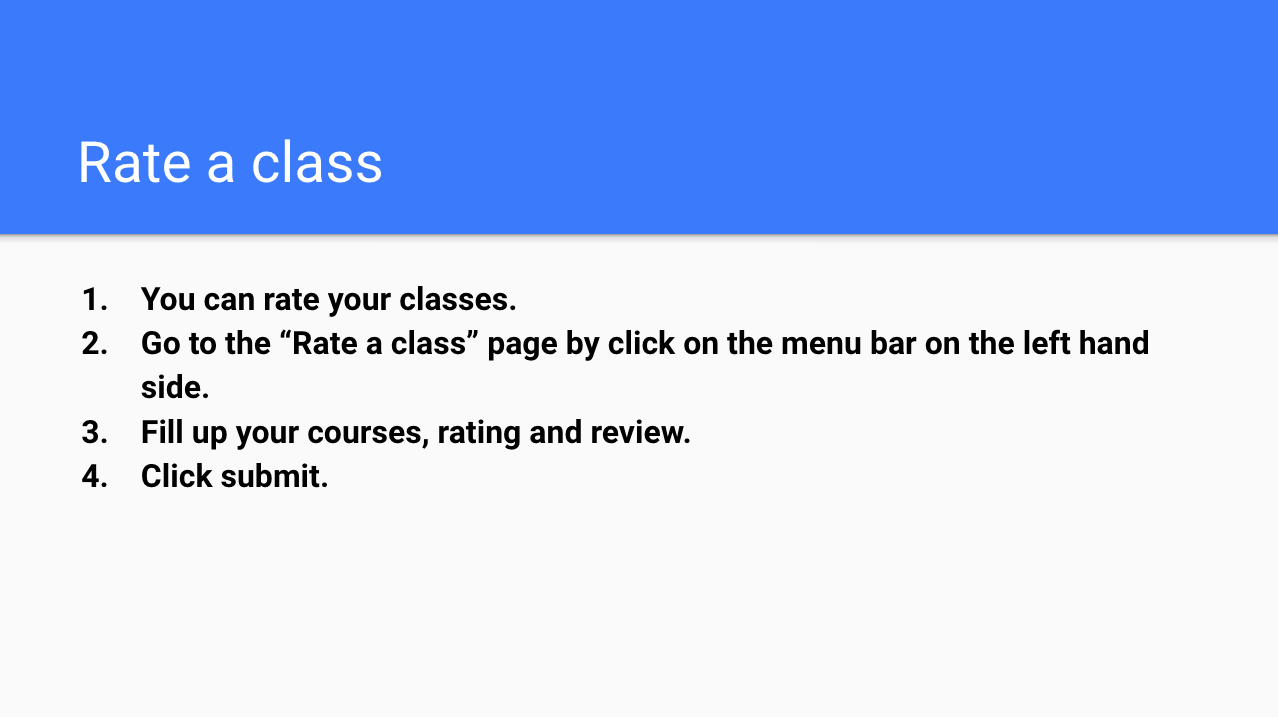 Rate a class
1. You can rate your classes.
2. Go to the “Rate a class” page by click on the menu bar on the left hand
side.
3. Fill up your courses, rating and review.
4. Click submit.